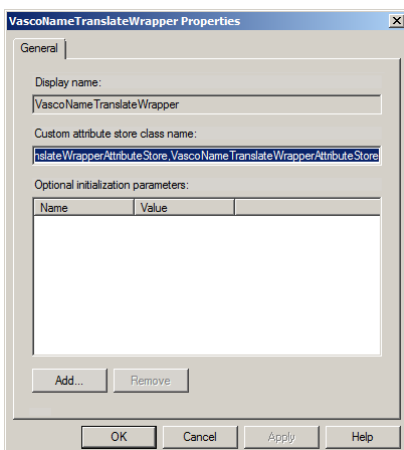 VascoNameTranslateWrapper Properties
General
Display name:
VascoNameTranslateWrapper
Custom attribute store class name:
nslateWrapperAttributeStore,VascoNameTranslateWrapperAttributeStore
Optional initialization parameters:
Name Value
Add... Remove
OK Cancel Apply Help